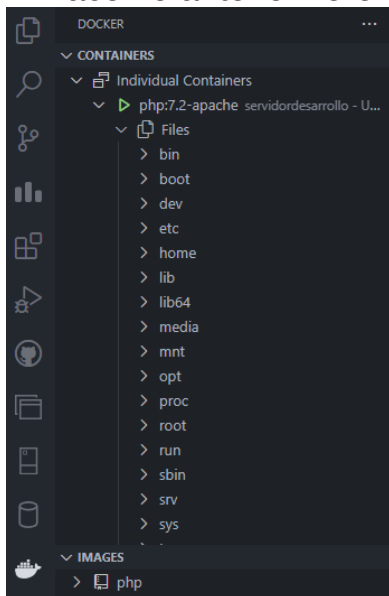 DOCKER
CONTAINERS
Individual Containers
php:7.2-apache servidordesarrollo - U...
Files
bin
boot
dev
etc
home
lib
lib64
media
mnt
opt
proc
root
run
sbin
srv
sys
IMAGES
php